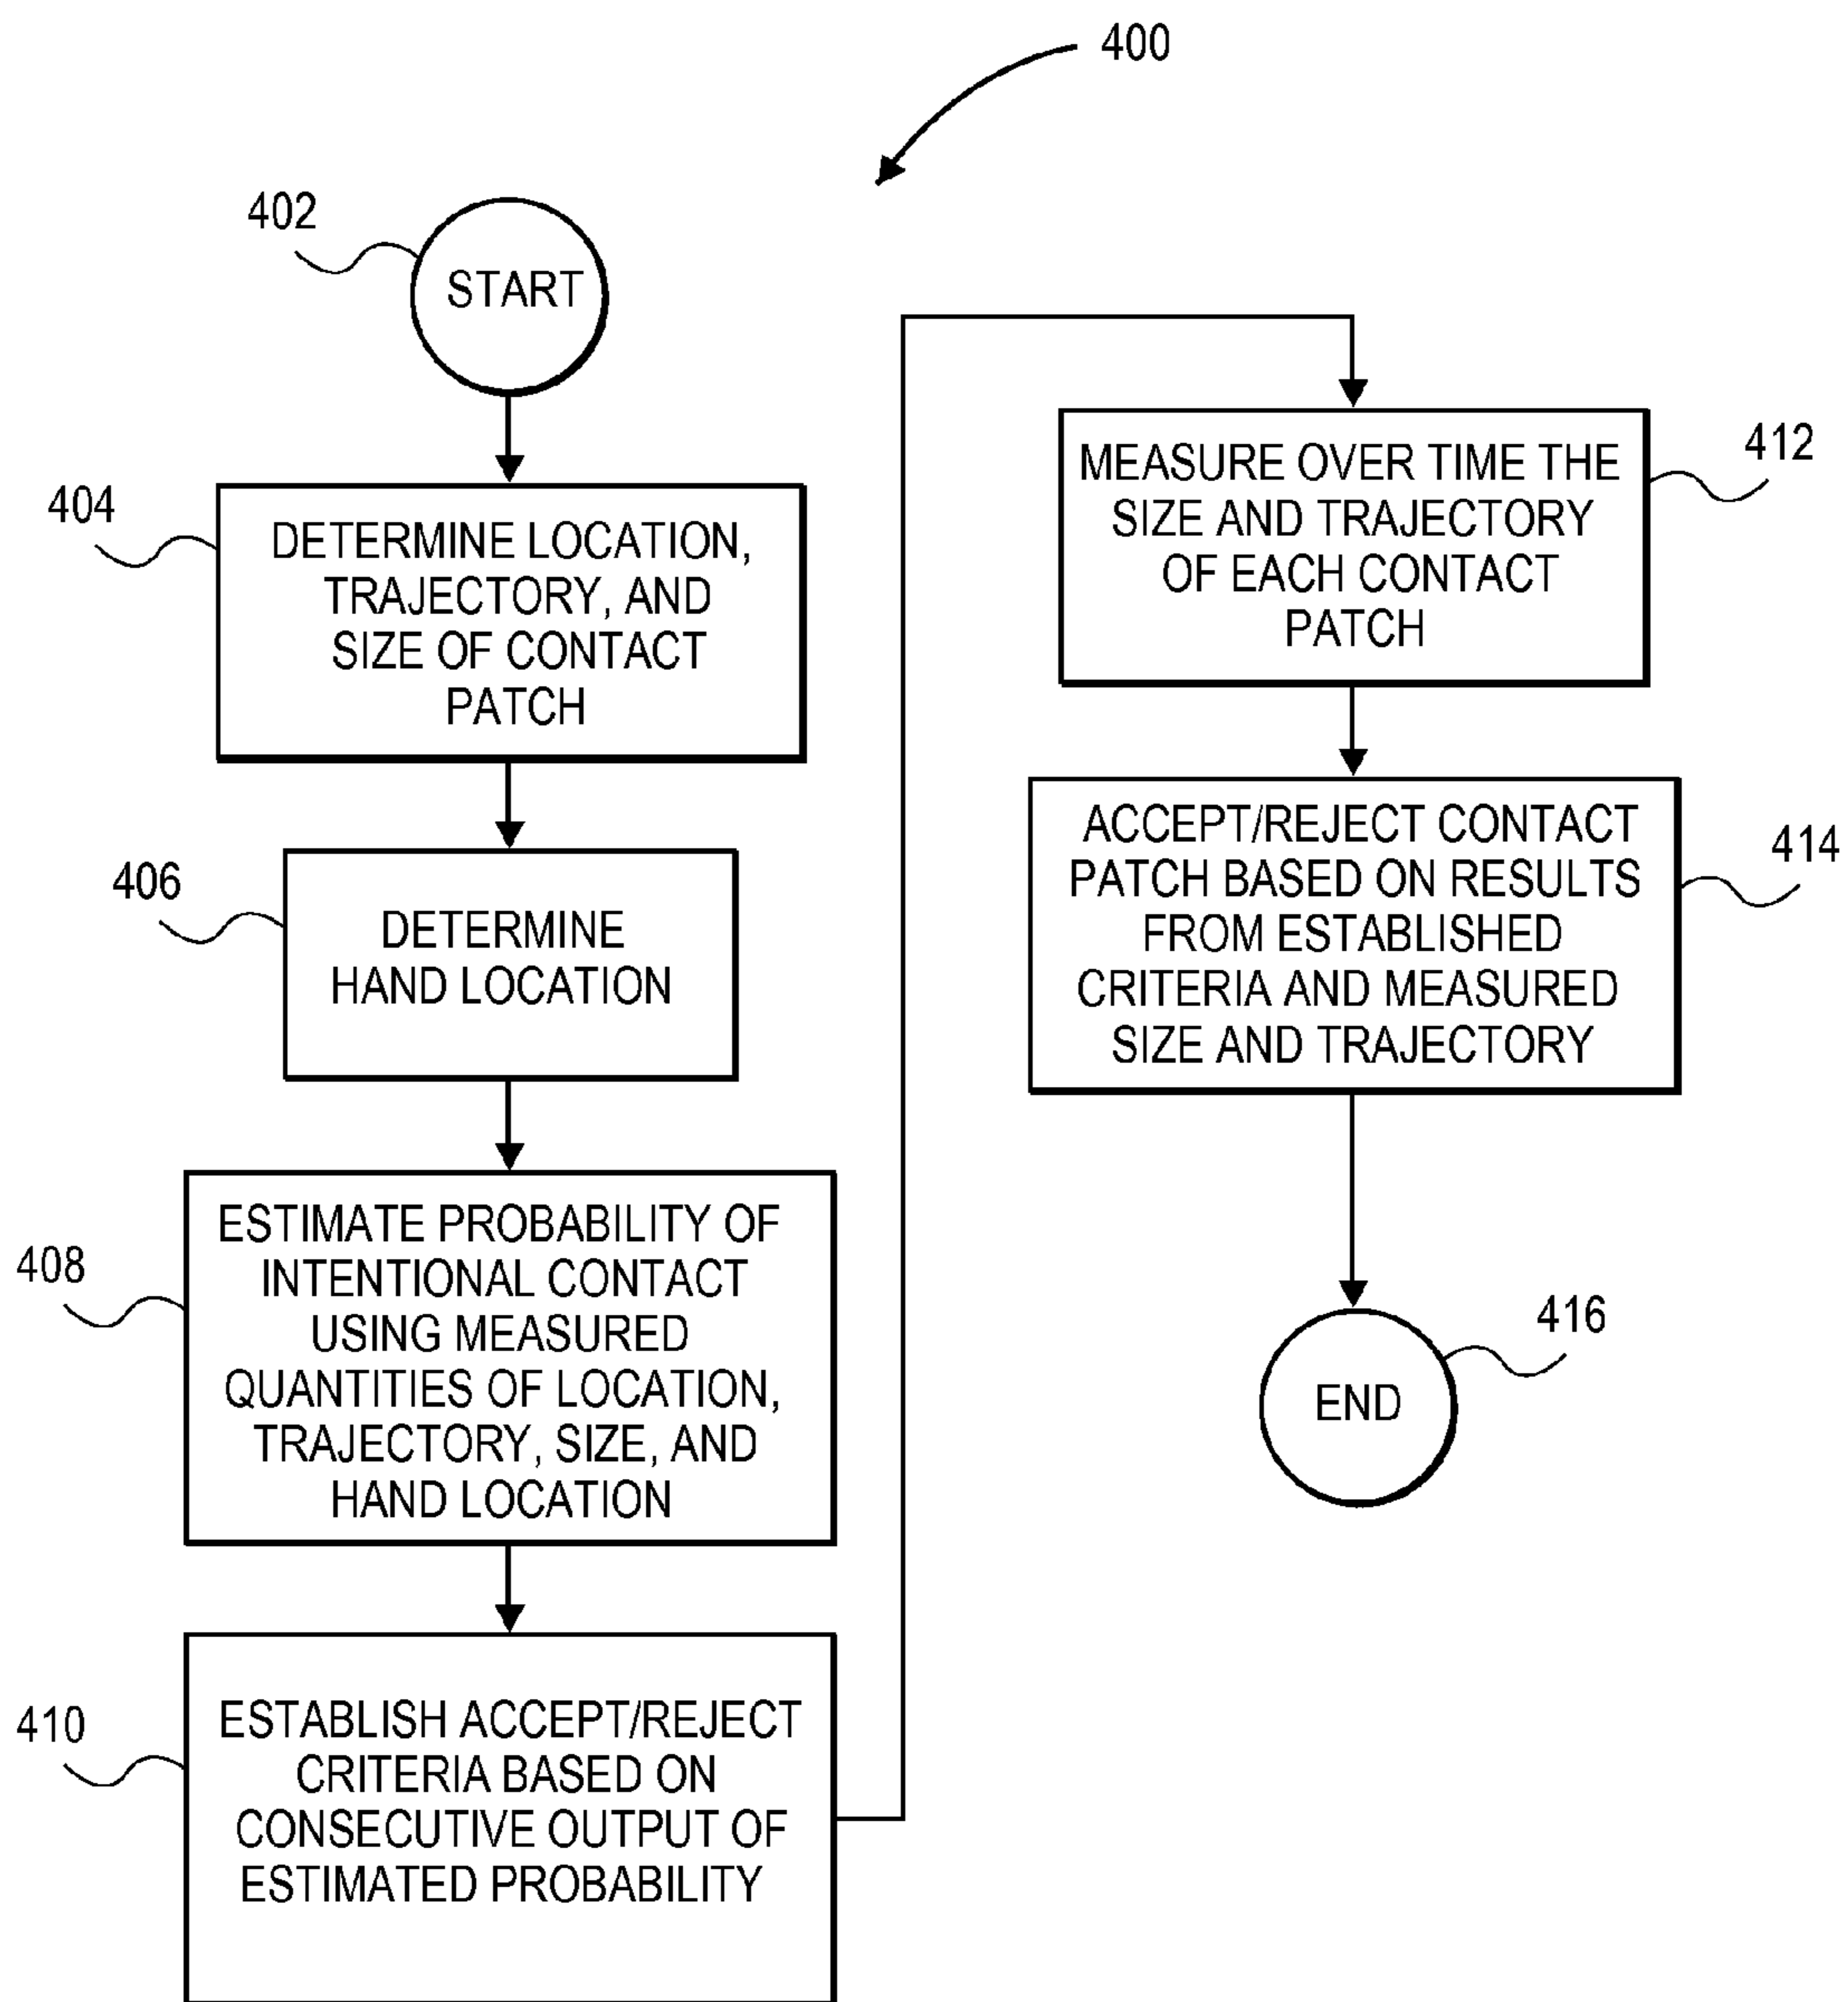 400
402
START
404
DETERMINE LOCATION,
TRAJECTORY, AND
SIZE OF CONTACT
PATCH
406
DETERMINE
HAND LOCATION
408
ESTIMATE PROBABILITY OF
INTENTIONAL CONTACT
USING MEASURED
QUANTITIES OF LOCATION,
TRAJECTORY, SIZE, AND
HAND LOCATION
410
ESTABLISH ACCEPT/REJECT
CRITERIA BASED ON
CONSECUTIVE OUTPUT OF
ESTIMATED PROBABILITY
412
MEASURE OVER TIME THE
SIZE AND TRAJECTORY
OF EACH CONTACT
PATCH
414
ACCEPT/REJECT CONTACT
PATCH BASED ON RESULTS
FROM ESTABLISHED
CRITERIA AND MEASURED
SIZE AND TRAJECTORY
416
END